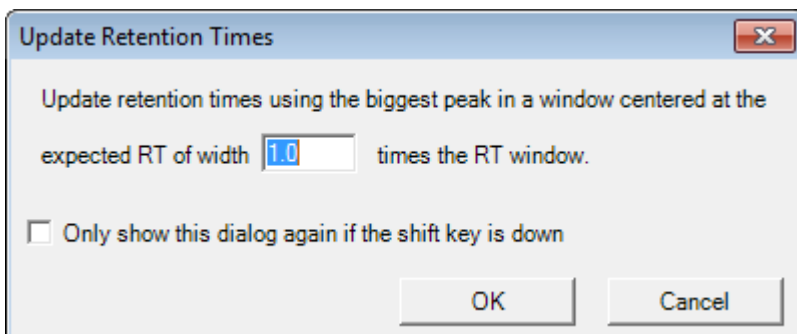 Update Retention Times
Update retention times using the biggest peak in a window centered at the
expected RT of width 1.0 times the RT window.
Only show this dialog again if the shift key is down
OK Cancel